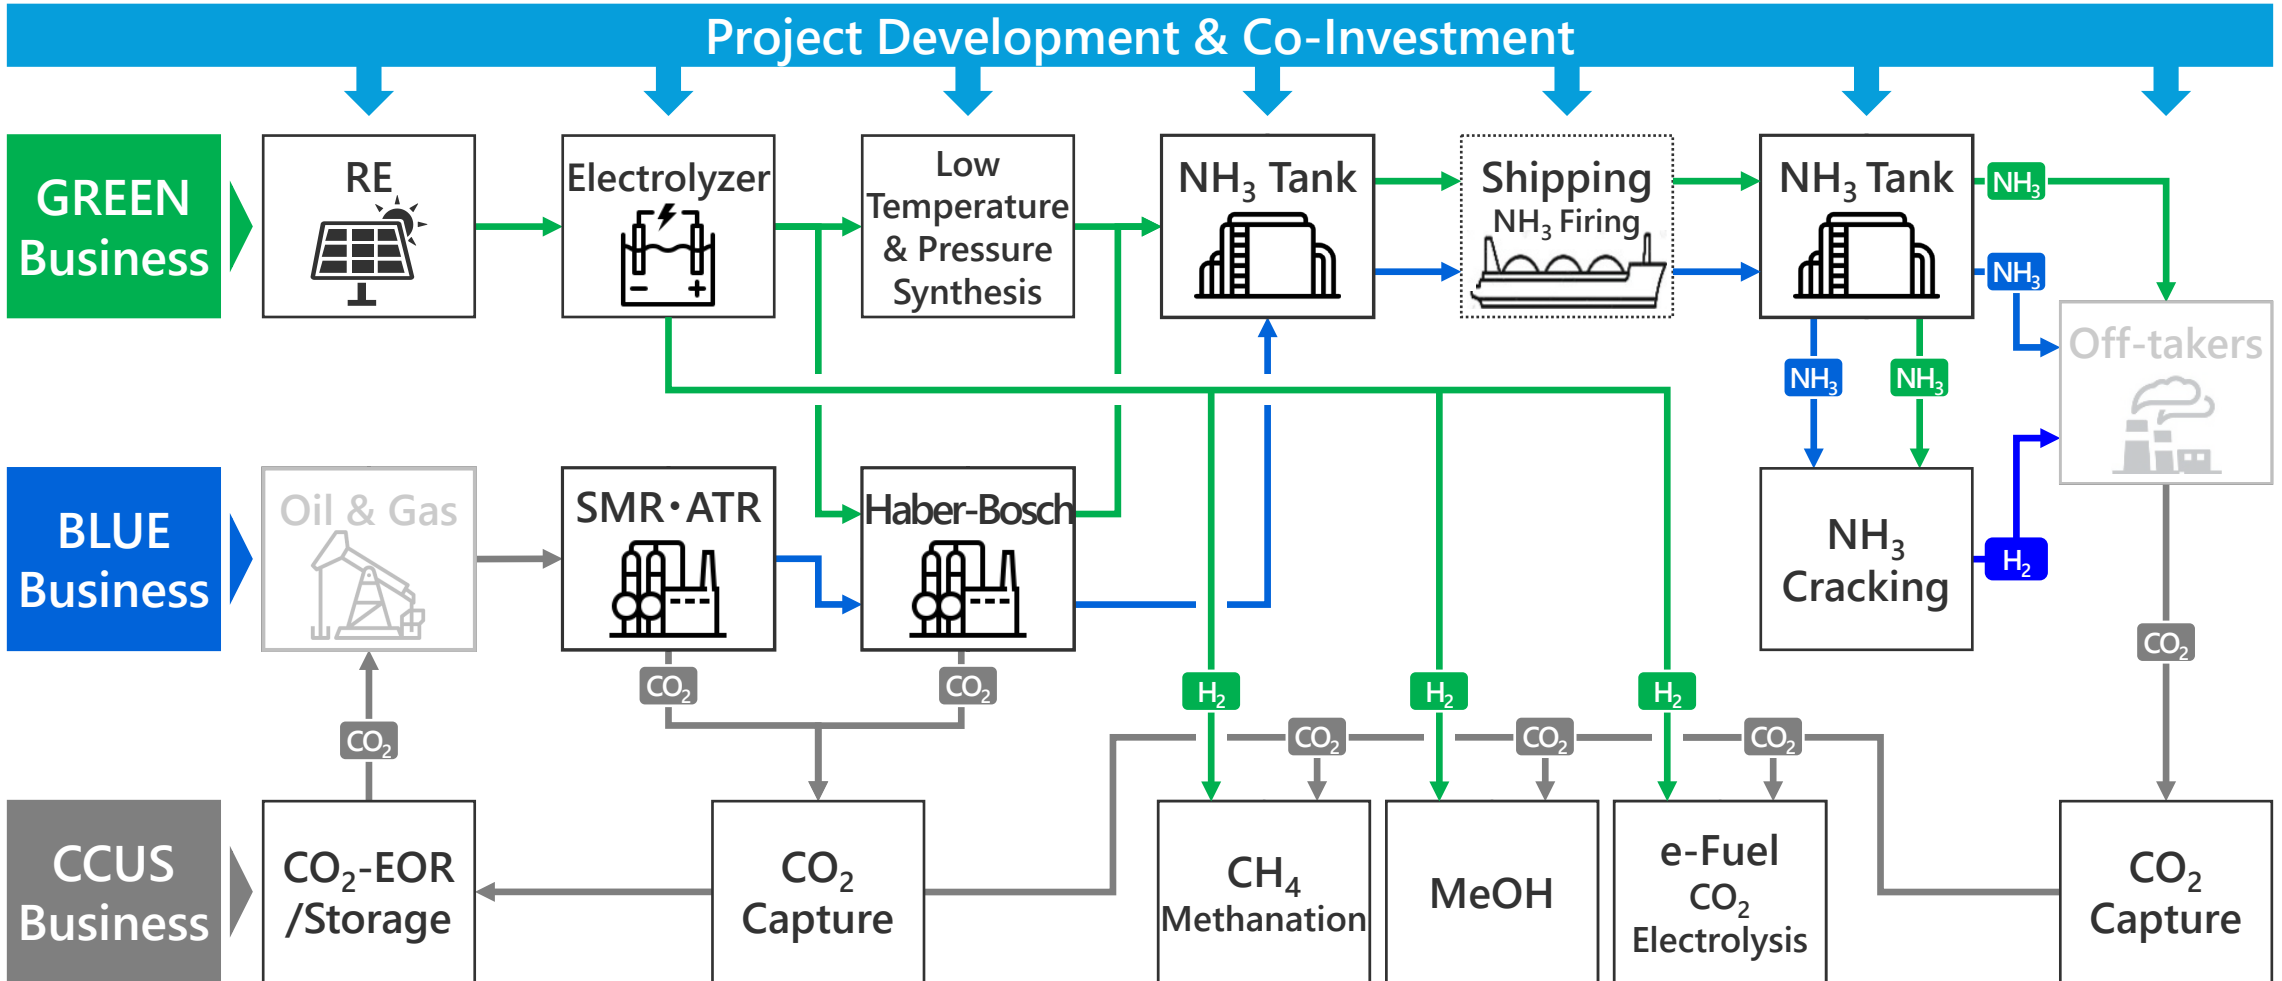 Project Development & Co-Investment
GREEN
Business
RE
Electrolyzer
Low
Temperature
& Pressure
Synthesis
NH₃ Tank
Shipping
NH₃ Firing
NH₃ Tank
NH₃
NH₃
Off-takers
NH₃
NH₃
BLUE
Business
Oil & Gas
SMR・ATR
Haber-Bosch
NH₃
Cracking
H₂
CO₂
CO₂
CO₂
CO₂
H₂
H₂
H₂
CO₂
CO₂
CO₂
CCUS
Business
CO₂-EOR
/Storage
CO₂
Capture
CH₄
Methanation
MeOH
e-Fuel
CO₂
Electrolysis
CO₂
Capture